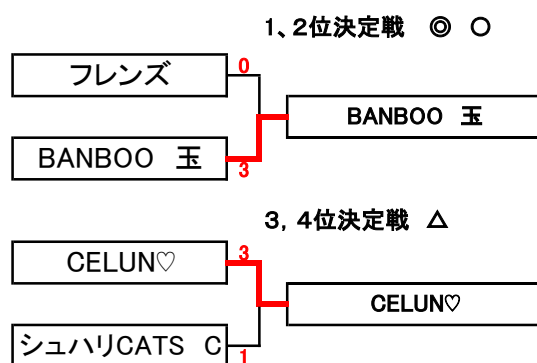 1、2位決定戦 ◎ ○
フレンズ
0
BANBOO 玉
BANBOO 玉
3
3，4位決定戦 △
CELUN♡
3
CELUN♡
シュハリCATS C
1